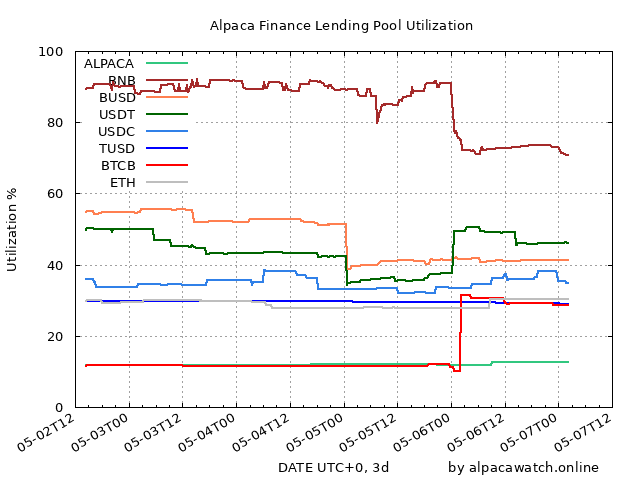 Alpaca Finance Lending Pool Utilization
100
80
60
40
20
0
Utilization %
ALPACA
BNB
BUSD
USDT
USDC
TUSD
BTCB
ETH
05-02T12
05-03T00
05-03T12
05-04T00
05-04T12
05-05T00
05-05T12
05-06T00
05-06T12
05-07T00
05-07T12
DATE UTC+0, 3d
by alpacawatch.online